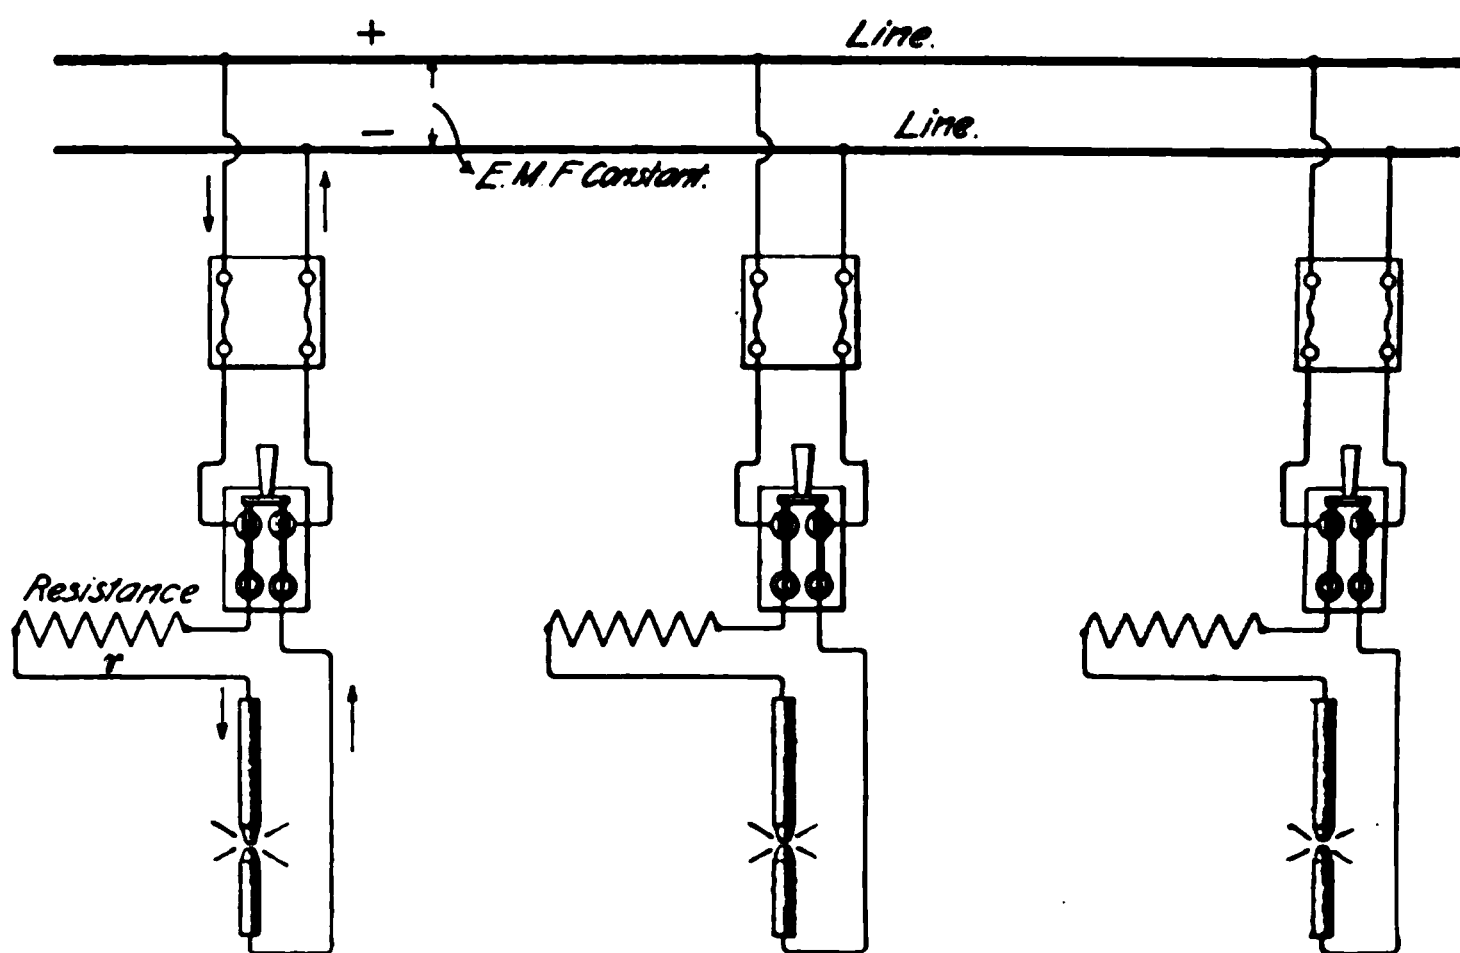 + Line.
− Line.
E.M.F Constant.
Resistance
r